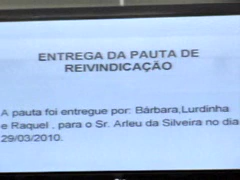 ENTREGA DA PAUTA DE
REIVINDICAÇÃO
A pauta foi entregue por: Bárbara,Lurdinha
e Raquel , para o Sr. Arleu da Silveira no dia
29/03/2010.